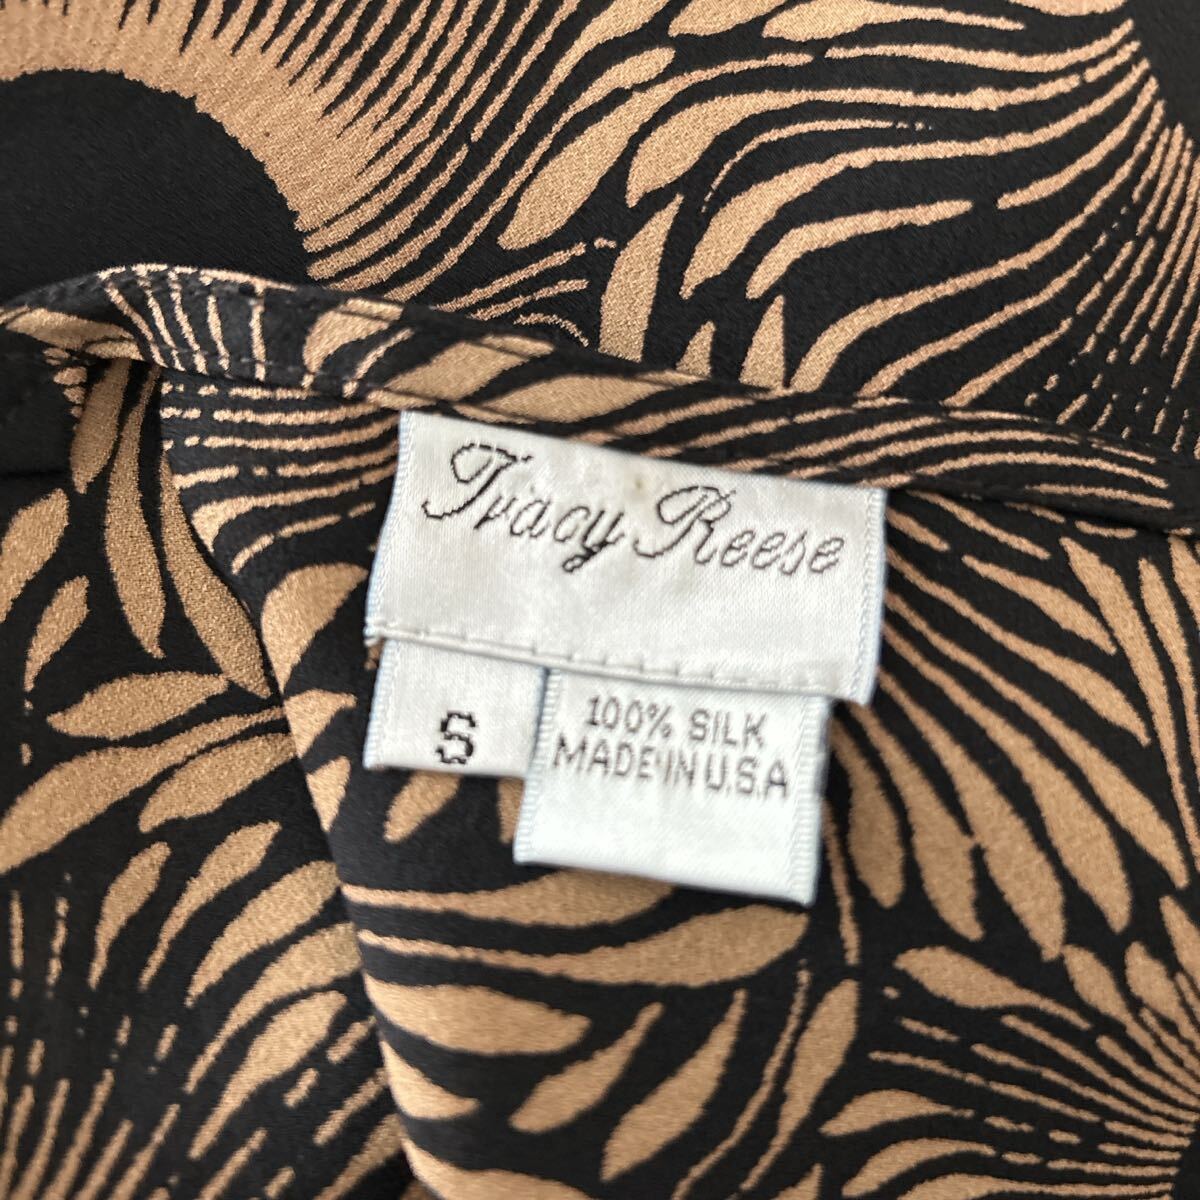 Tracy Reese
S
100% SILK
MADE IN U.S.A